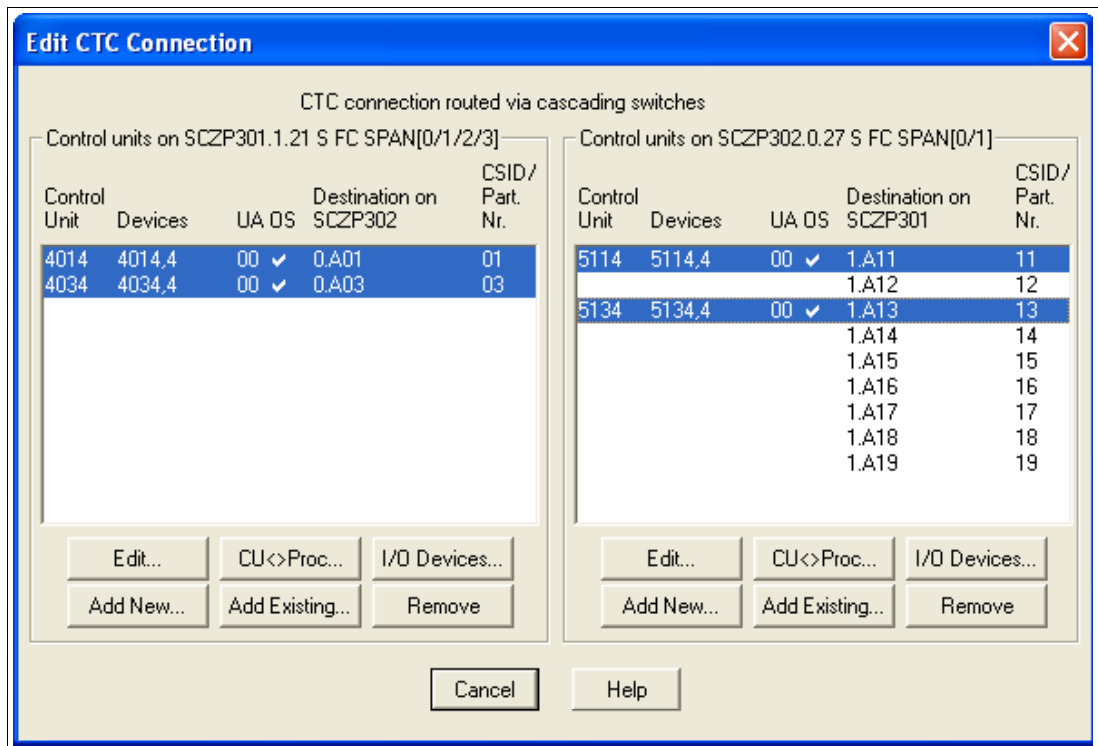 Edit CTC Connection
CTC connection routed via cascading switches
Control units on SCZP301.1.21 S FC SPAN[0/1/2/3]
Control Unit Devices UA OS Destination on SCZP302 CSID/ Part. Nr.
4014 4014,4 00 ✓ 0.A01 01
4034 4034,4 00 ✓ 0.A03 03
Edit... CU<>Proc... I/O Devices...
Add New... Add Existing... Remove
Control units on SCZP302.0.27 S FC SPAN[0/1]
Control Unit Devices UA OS Destination on SCZP301 CSID/ Part. Nr.
5114 5114,4 00 ✓ 1.A11 11
1.A12 12
5134 5134,4 00 ✓ 1.A13 13
1.A14 14
1.A15 15
1.A16 16
1.A17 17
1.A18 18
1.A19 19
Edit... CU<>Proc... I/O Devices...
Add New... Add Existing... Remove
Cancel Help